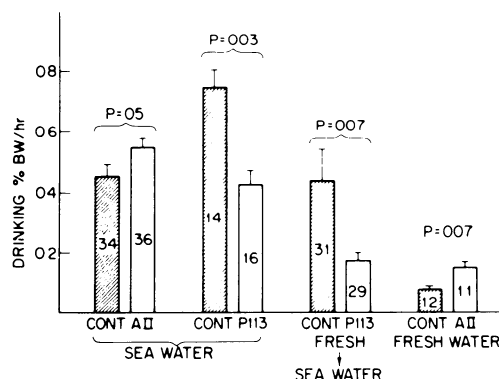 P=003
08
P=05
P=007
06
04
P=007
02
DRINKING % BW/hr
34
36
14
16
31
29
12
11
CONT AII
CONT P113
CONT P113
CONT AII
SEA WATER
FRESH
FRESH WATER
SEA WATER